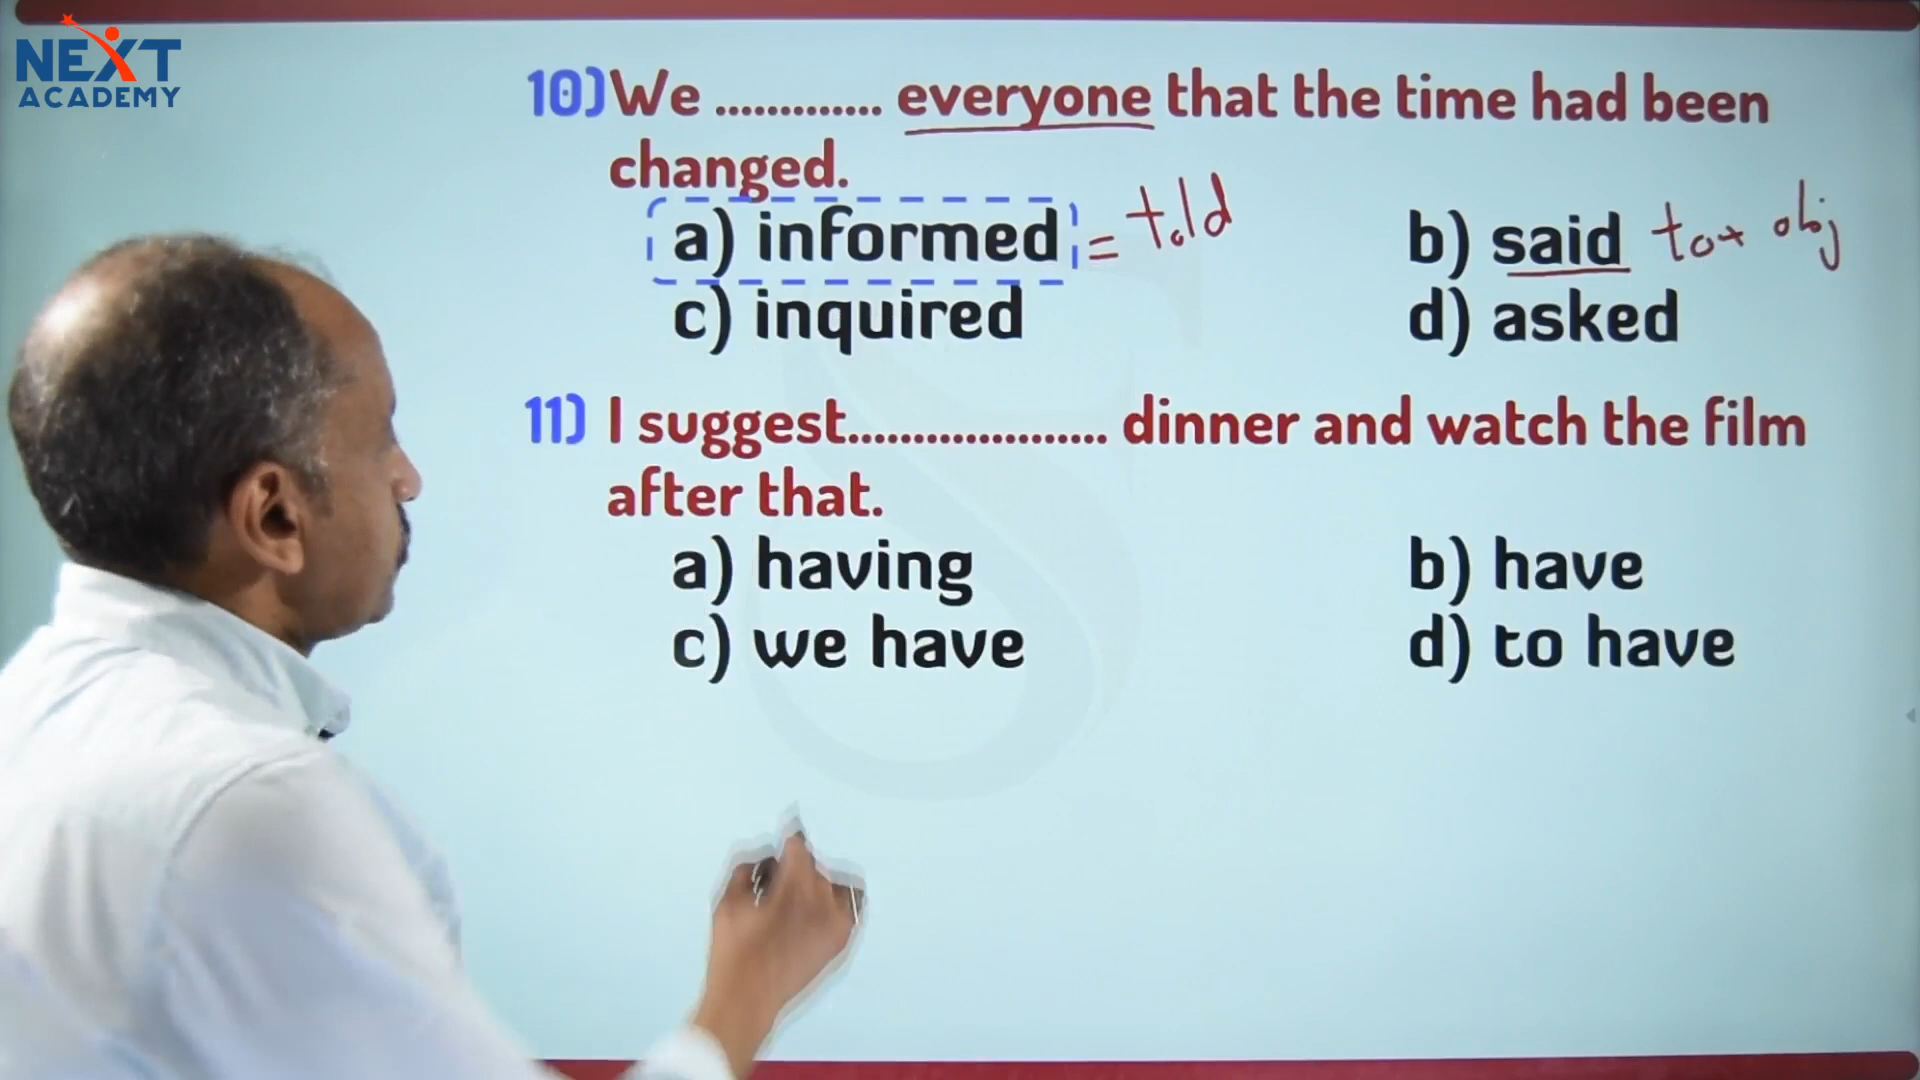 NEXT
ACADEMY
10) We ............. everyone that the time had been
changed.
a) informed = told
b) said to + obj
c) inquired
d) asked
11) I suggest.................... dinner and watch the film
after that.
a) having
b) have
c) we have
d) to have